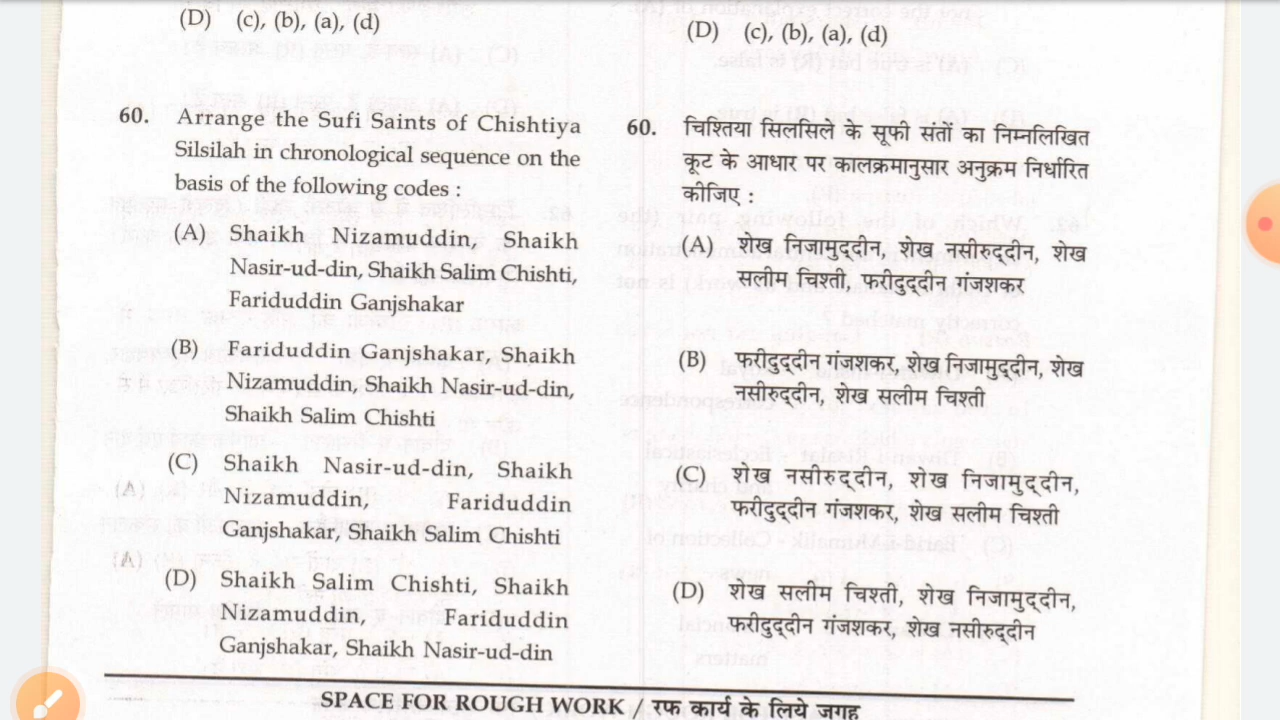 (D) (c), (b), (a), (d)
60. Arrange the Sufi Saints of Chishtiya
Silsilah in chronological sequence on the
basis of the following codes :
(A) Shaikh Nizamuddin, Shaikh
Nasir-ud-din, Shaikh Salim Chishti,
Fariduddin Ganjshakar
(B) Fariduddin Ganjshakar, Shaikh
Nizamuddin, Shaikh Nasir-ud-din,
Shaikh Salim Chishti
(C) Shaikh Nasir-ud-din, Shaikh
Nizamuddin, Fariduddin
Ganjshakar, Shaikh Salim Chishti
(D) Shaikh Salim Chishti, Shaikh
Nizamuddin, Fariduddin
Ganjshakar, Shaikh Nasir-ud-din
(D) (c), (b), (a), (d)
60. चिश्तिया सिलसिले के सूफी संतों का निम्नलिखित
कूट के आधार पर कालक्रमानुसार अनुक्रम निर्धारित
कीजिए :
(A) शेख निजामुद्दीन, शेख नसीरुद्दीन, शेख
सलीम चिश्ती, फरीदुद्दीन गंजशकर
(B) फरीदुद्दीन गंजशकर, शेख निजामुद्दीन, शेख
नसीरुद्दीन, शेख सलीम चिश्ती
(C) शेख नसीरुद्दीन, शेख निजामुद्दीन,
फरीदुद्दीन गंजशकर, शेख सलीम चिश्ती
(D) शेख सलीम चिश्ती, शेख निजामुद्दीन,
फरीदुद्दीन गंजशकर, शेख नसीरुद्दीन
SPACE FOR ROUGH WORK / रफ कार्य के लिये जगह